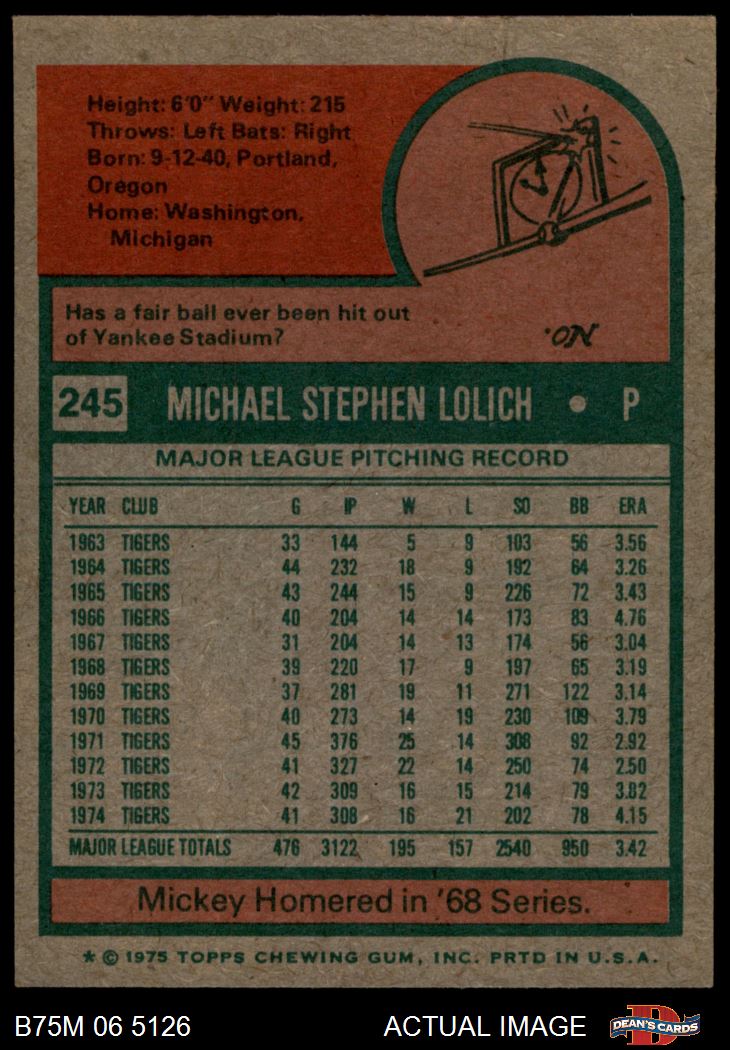 Height: 6'0" Weight: 215
Throws: Left Bats: Right
Born: 9-12-40, Portland,
Oregon
Home: Washington,
Michigan
Has a fair ball ever been hit out
of Yankee Stadium?
No.
245 MICHAEL STEPHEN LOLICH • P
MAJOR LEAGUE PITCHING RECORD
YEAR CLUB G IP W L SO BB ERA
1963 TIGERS 33 144 5 9 103 56 3.56
1964 TIGERS 44 232 18 9 192 64 3.26
1965 TIGERS 43 244 15 9 226 72 3.43
1966 TIGERS 40 204 14 14 173 83 4.76
1967 TIGERS 31 204 14 13 174 56 3.04
1968 TIGERS 39 220 17 9 197 65 3.19
1969 TIGERS 37 281 19 11 271 122 3.14
1970 TIGERS 40 273 14 19 230 109 3.79
1971 TIGERS 45 376 25 14 308 92 2.92
1972 TIGERS 41 327 22 14 250 74 2.50
1973 TIGERS 42 309 16 15 214 79 3.82
1974 TIGERS 41 308 16 21 202 78 4.15
MAJOR LEAGUE TOTALS 476 3122 195 157 2540 950 3.42
Mickey Homered in '68 Series.
* © 1975 TOPPS CHEWING GUM, INC. PRTD IN U.S.A.
B75M 06 5126 ACTUAL IMAGE DEAN'S CARDS